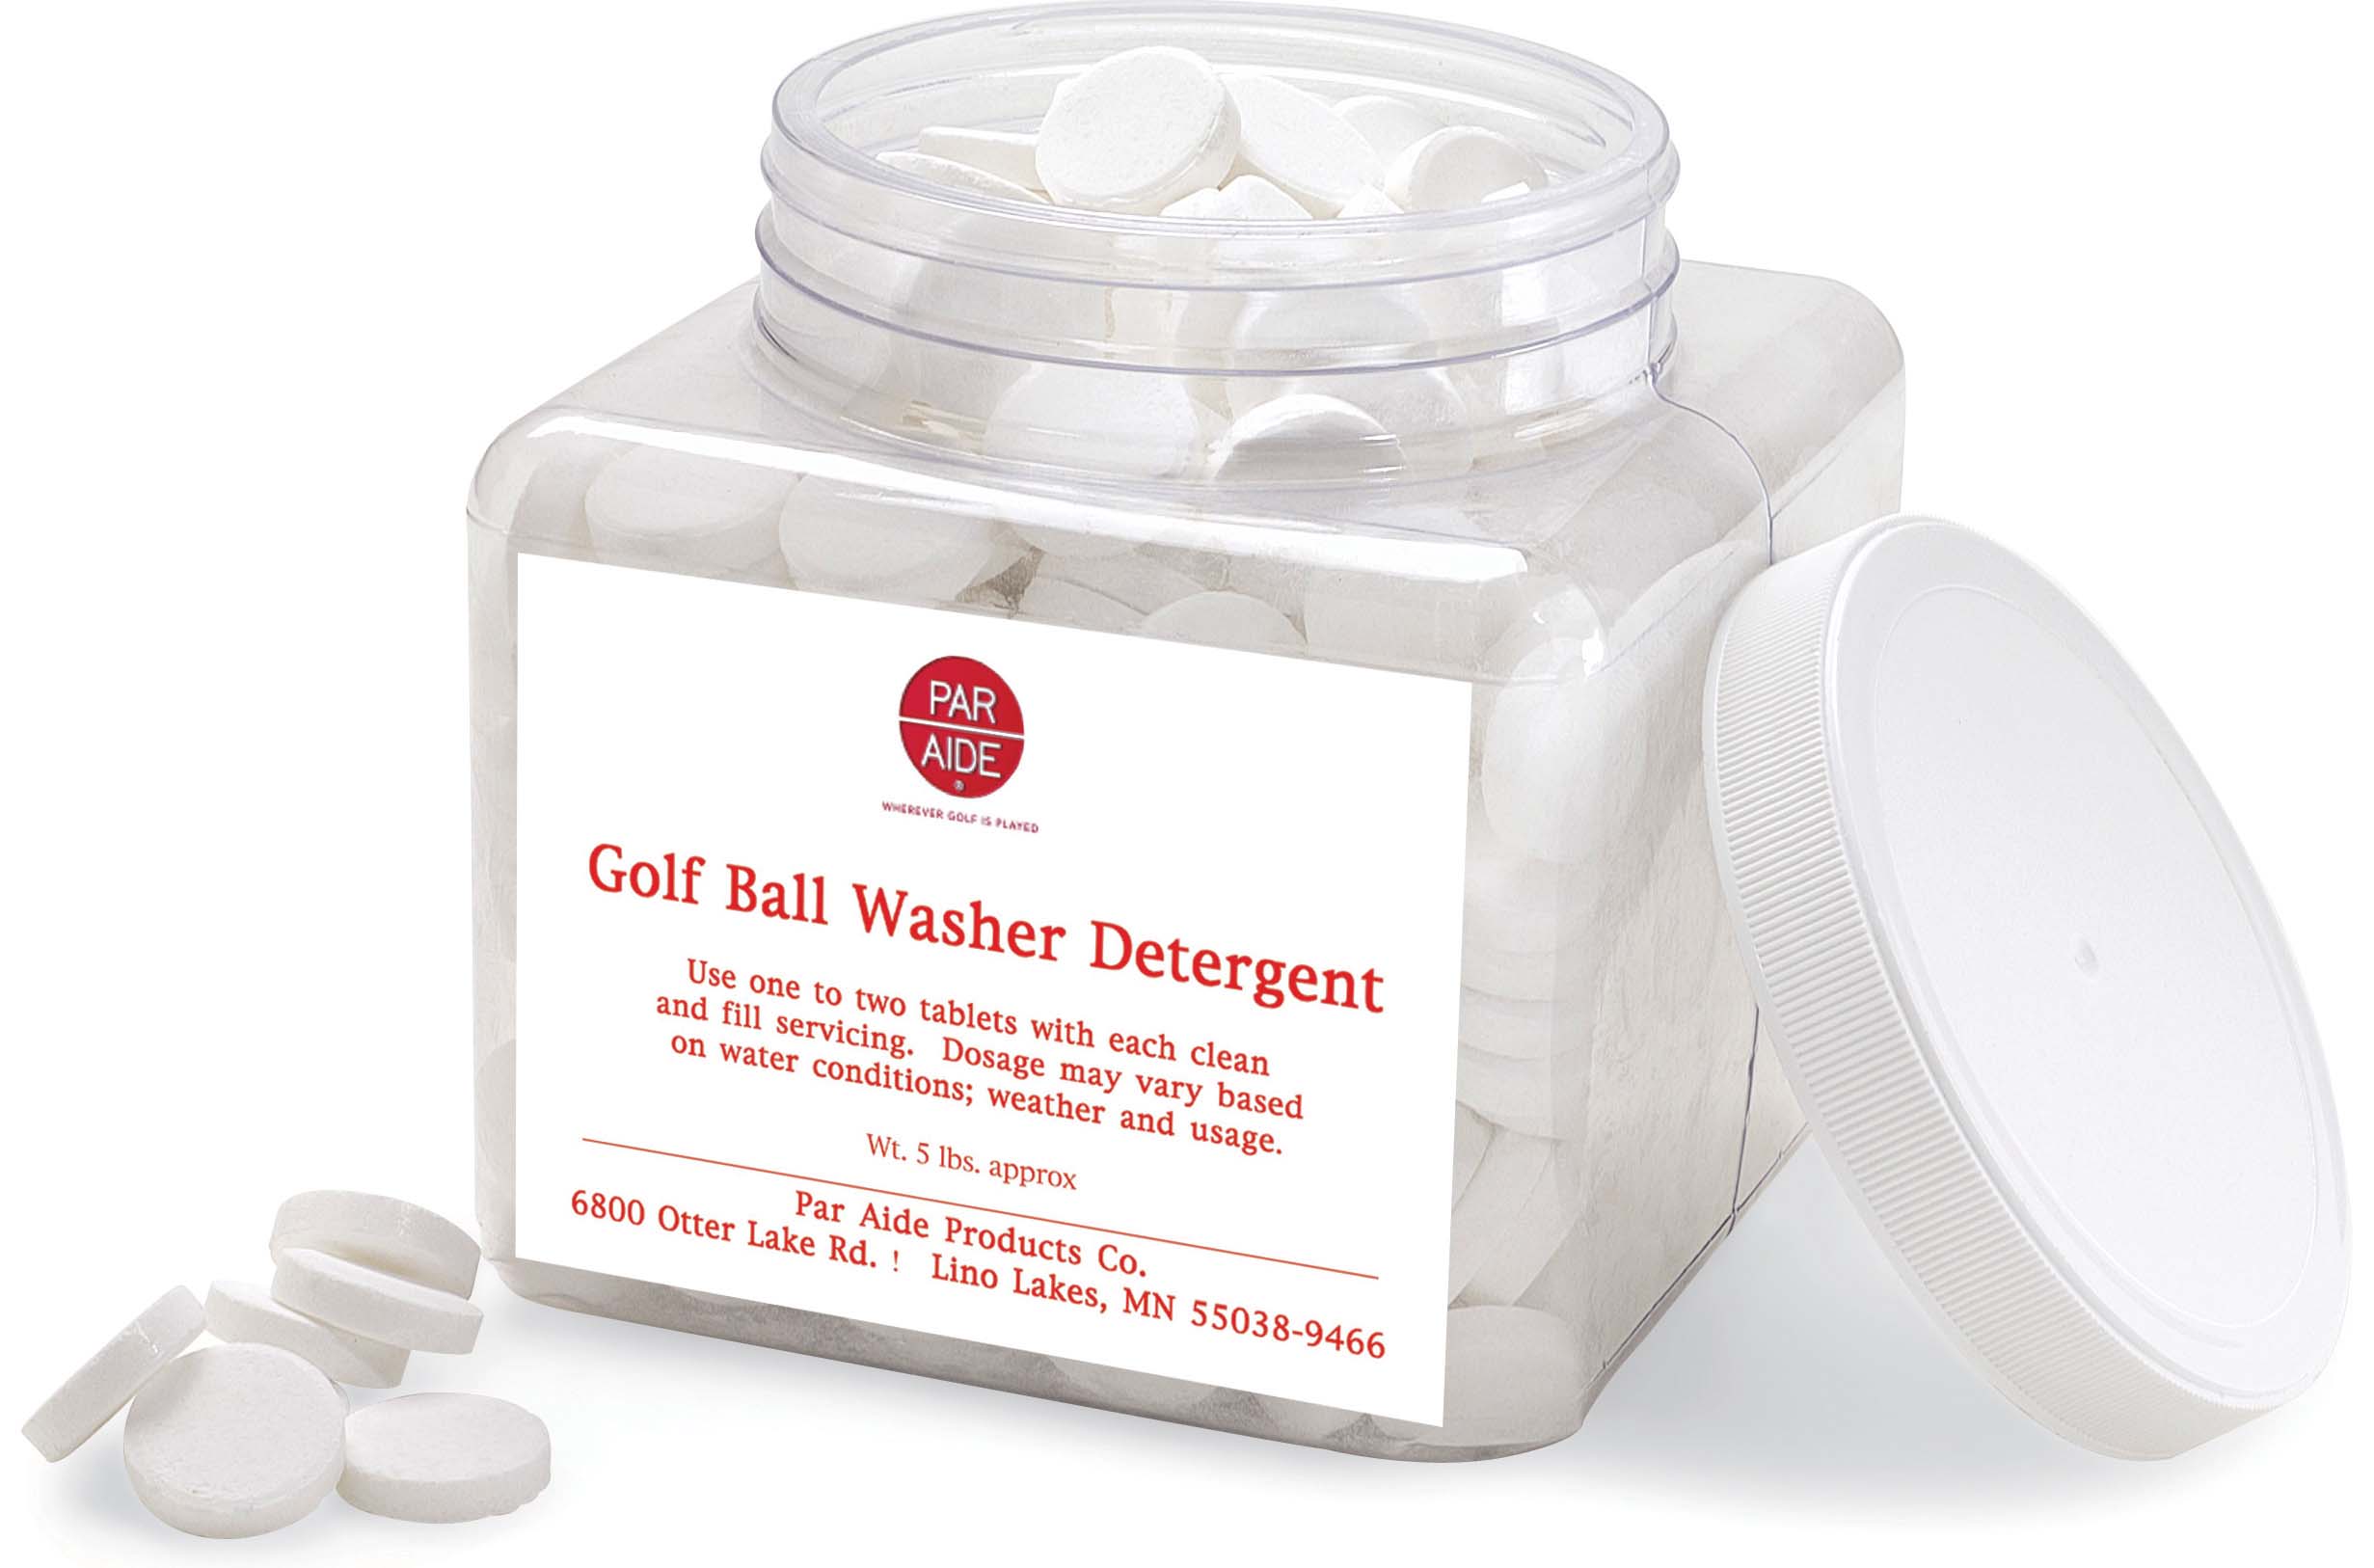 PAR
AIDE
®
WHEREVER GOLF IS PLAYED
Golf Ball Washer Detergent
Use one to two tablets with each clean
and fill servicing. Dosage may vary based
on water conditions; weather and usage.
Wt. 5 lbs. approx
Par Aide Products Co.
6800 Otter Lake Rd. ! Lino Lakes, MN 55038-9466